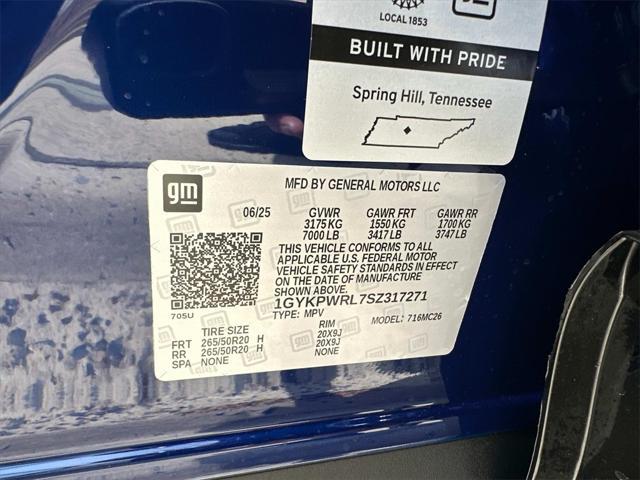 LOCAL 1853
BUILT WITH PRIDE
Spring Hill, Tennessee
gm
MFD BY GENERAL MOTORS LLC
06/25 GVWR GAWR FRT GAWR RR
3175 KG 1550 KG 1700 KG
7000 LB 3417 LB 3747 LB
THIS VEHICLE CONFORMS TO ALL
APPLICABLE U.S. FEDERAL MOTOR
VEHICLE SAFETY STANDARDS IN EFFECT
ON THE DATE OF MANUFACTURE
SHOWN ABOVE.
1GYKPWRL7SZ317271
705U TYPE: MPV MODEL: 716MC26
TIRE SIZE RIM
FRT 265/50R20 H 20X9J
RR 265/50R20 H 20X9J
SPA NONE NONE